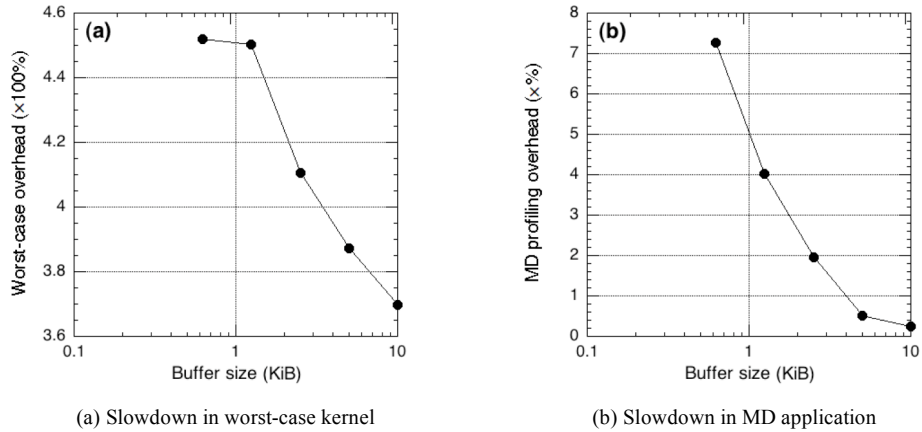 (a)
Worst-case overhead (×100%)
4.6
4.4
4.2
4
3.8
3.6
0.1
1
10
Buffer size (KiB)
(a) Slowdown in worst-case kernel
(b)
MD profiling overhead (×%)
8
7
6
5
4
3
2
1
0
0.1
1
10
Buffer size (KiB)
(b) Slowdown in MD application